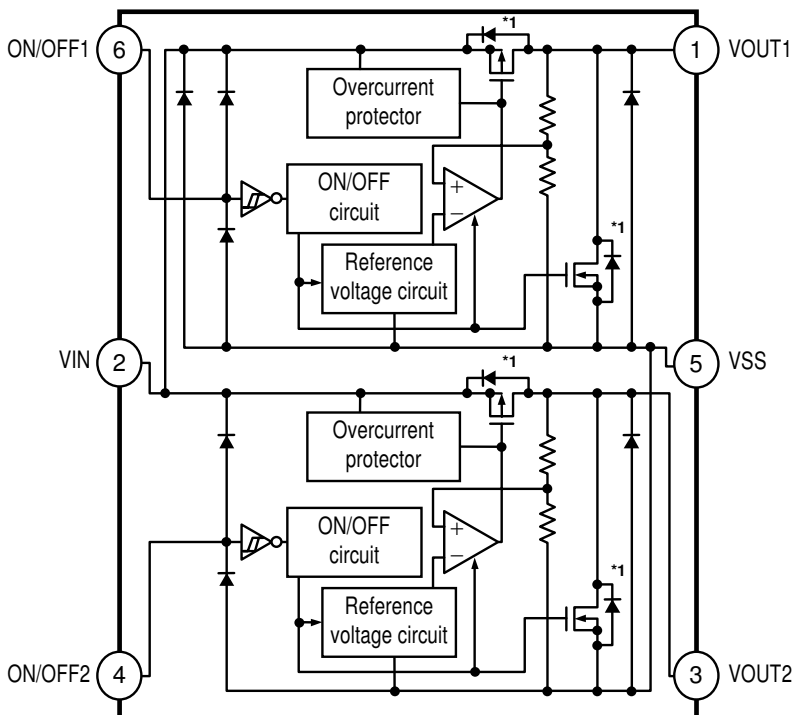 ON/OFF1
6
*1
1
VOUT1
Overcurrent
protector
ON/OFF
circuit
+
−
*1
Reference
voltage circuit
VIN
2
*1
5
VSS
Overcurrent
protector
ON/OFF
circuit
+
−
*1
Reference
voltage circuit
ON/OFF2
4
3
VOUT2